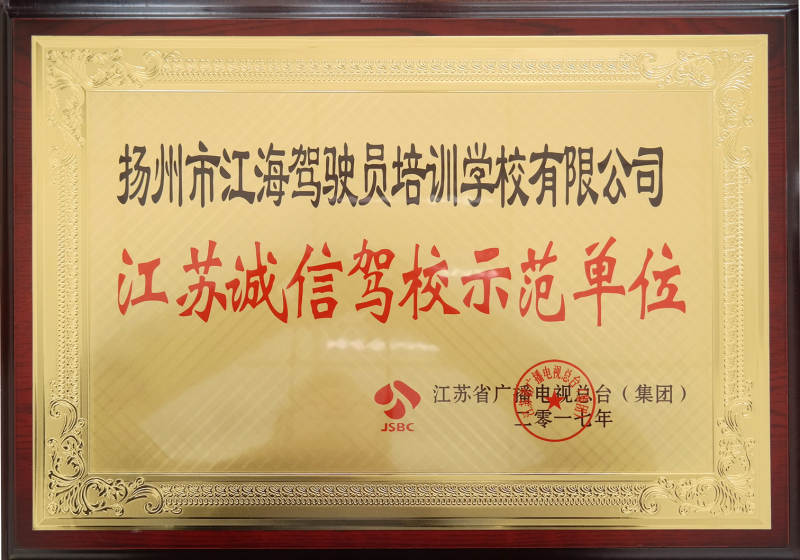 扬州市江海驾驶员培训学校有限公司
江苏诚信驾校示范单位
JSBC
江苏省广播电视总台（集团）
二零一七年